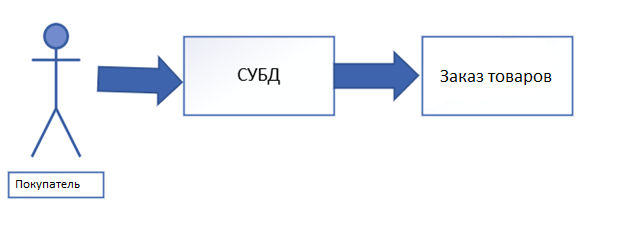 СУБД
Заказ товаров
Покупатель